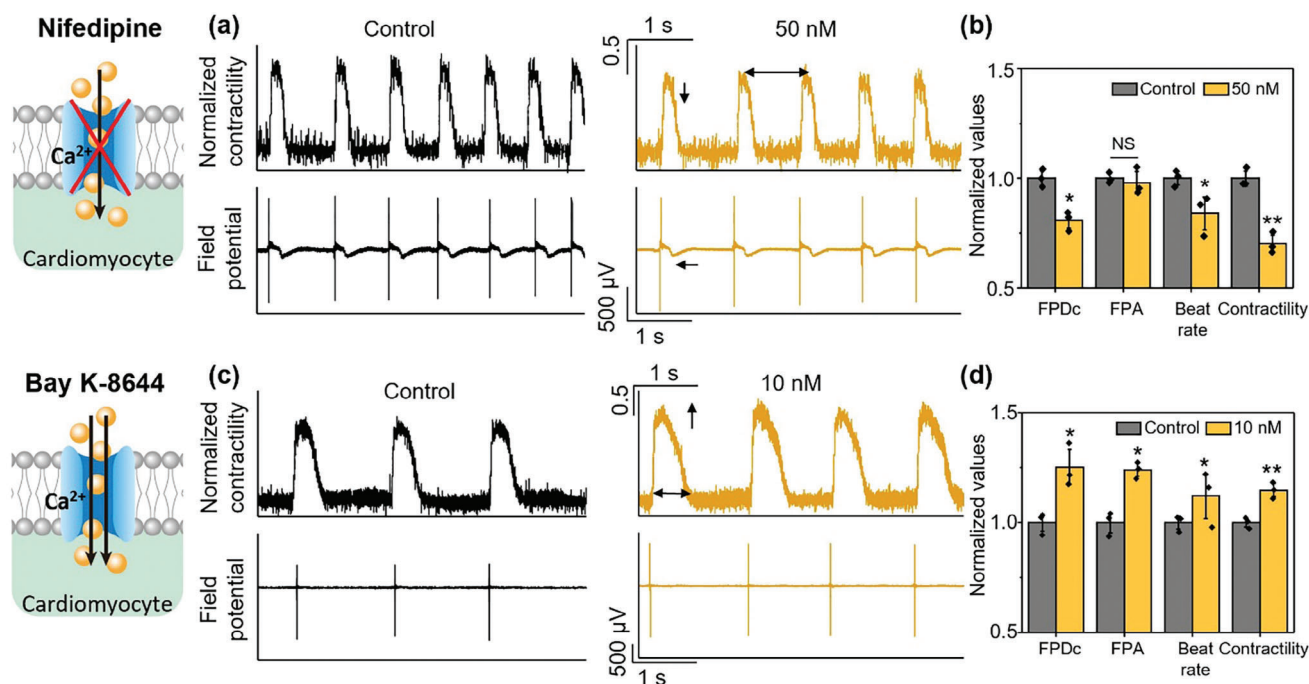 Nifedipine
Ca2+
Cardiomyocyte
(a)
Control
Normalized
contractility
Field
potential
1 s
0.5
50 nM
500 µV
1 s
(b)
Normalized values
1.5
1.0
0.5
Control
50 nM
*
NS
*
**
FPDc
FPA
Beat
rate
Contractility
Bay K-8644
Ca2+
Cardiomyocyte
(c)
Control
Normalized
contractility
Field
potential
1 s
0.5
10 nM
500 µV
1 s
(d)
Normalized values
1.5
1.0
0.5
Control
10 nM
*
*
*
**
FPDc
FPA
Beat
rate
Contractility